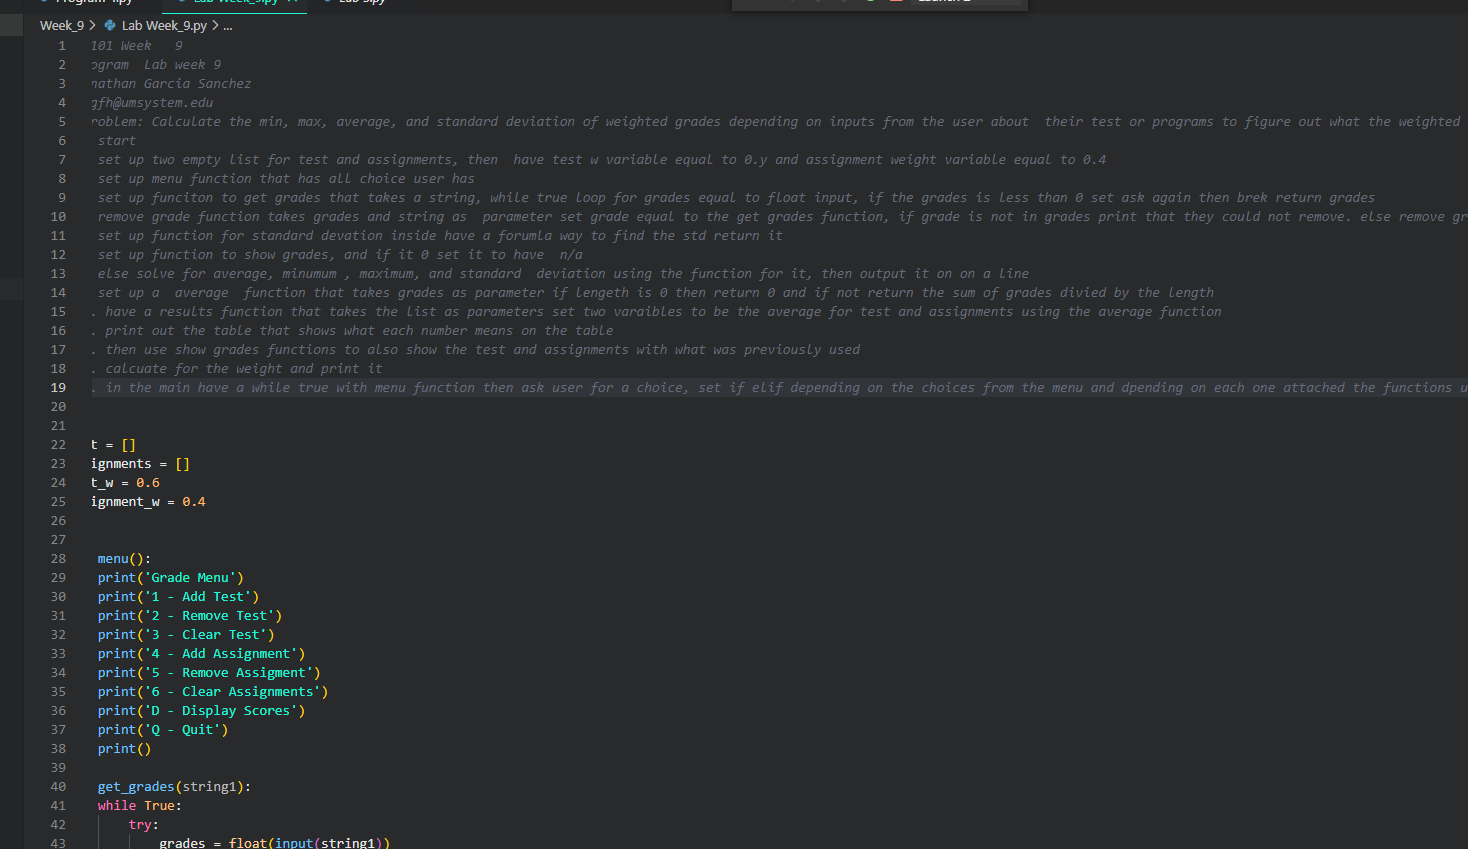 Week_9 > Lab Week_9.py > ...
1 101 Week 9
2 ogram Lab week 9
3 nathan Garcia Sanchez
4 gfh@umsystem.edu
5 roblem: Calculate the min, max, average, and standard deviation of weighted grades depending on inputs from the user about their test or programs to figure out what the weighted
6 start
7 set up two empty list for test and assignments, then have test w variable equal to 0.y and assignment weight variable equal to 0.4
8 set up menu function that has all choice user has
9 set up funciton to get grades that takes a string, while true loop for grades equal to float input, if the grades is less than 0 set ask again then brek return grades
10 remove grade function takes grades and string as parameter set grade equal to the get grades function, if grade is not in grades print that they could not remove. else remove gr
11 set up function for standard devation inside have a forumla way to find the std return it
12 set up function to show grades, and if it 0 set it to have n/a
13 else solve for average, minumum , maximum, and standard deviation using the function for it, then output it on on a line
14 set up a average function that takes grades as parameter if lengeth is 0 then return 0 and if not return the sum of grades divied by the length
15 . have a results function that takes the list as parameters set two varaibles to be the average for test and assignments using the average function
16 . print out the table that shows what each number means on the table
17 . then use show grades functions to also show the test and assignments with what was previously used
18 . calcuate for the weight and print it
19 . in the main have a while true with menu function then ask user for a choice, set if elif depending on the choices from the menu and dpending on each one attached the functions u
20
21
22 t = []
23 ignments = []
24 t_w = 0.6
25 ignment_w = 0.4
26
27
28 menu():
29 print('Grade Menu')
30 print('1 - Add Test')
31 print('2 - Remove Test')
32 print('3 - Clear Test')
33 print('4 - Add Assignment')
34 print('5 - Remove Assigment')
35 print('6 - Clear Assignments')
36 print('D - Display Scores')
37 print('Q - Quit')
38 print()
39
40 get_grades(string1):
41 while True:
42 try:
43 grades = float(input(string1))